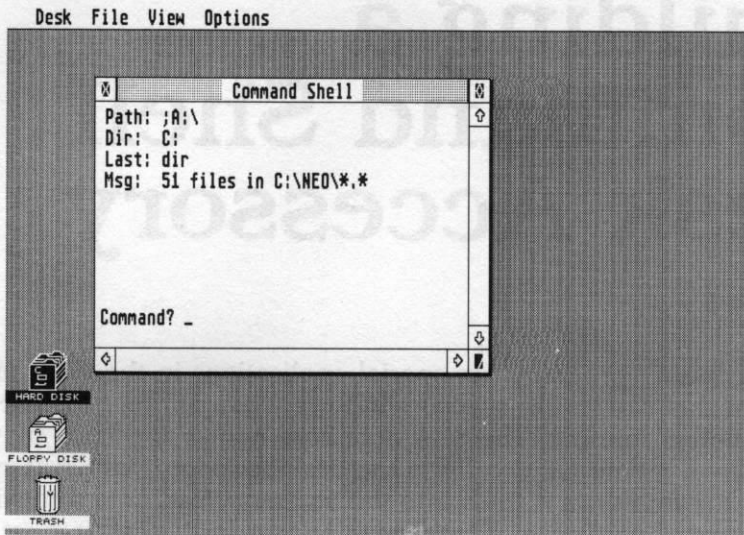 Desk File View Options
Command Shell
Path: ;A:\
Dir: C:
Last: dir
Msg: 51 files in C:\NEO\*.*
Command? _
C
HARD DISK
A
FLOPPY DISK
TRASH